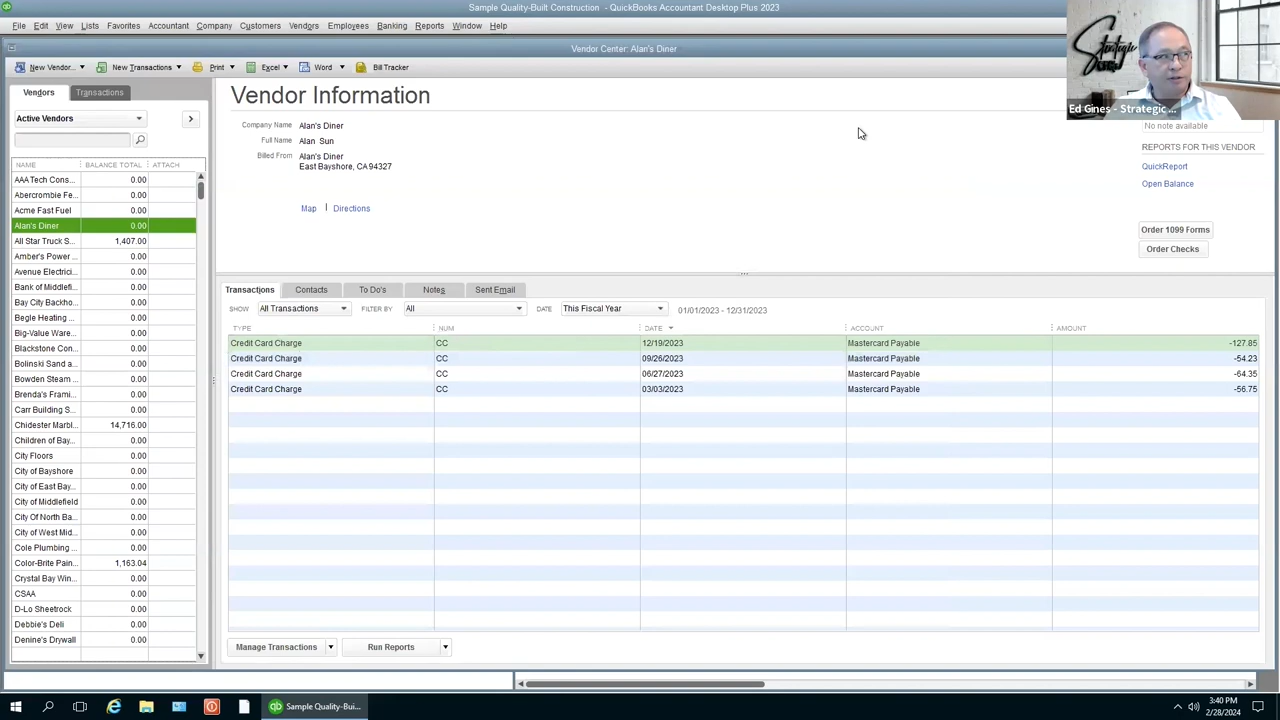 Sample Quality-Built Construction - QuickBooks Accountant Desktop Plus 2023
File Edit View Lists Favorites Accountant Company Customers Vendors Employees Banking Reports Window Help
Vendor Center: Alan's Diner
New Vendor... New Transactions Print Excel Word Bill Tracker
Strategic
Ed Gines - Strategic ...
Vendors Transactions
Active Vendors
NAME BALANCE TOTAL ATTACH
AAA Tech Cons... 0.00
Abercrombie Fe... 0.00
Acme Fast Fuel 0.00
Alan's Diner 0.00
All Star Truck S... 1,407.00
Amber's Power ... 0.00
Avenue Electrici... 0.00
Bank of Middlefi... 0.00
Bay City Backho... 0.00
Begle Heating ... 0.00
Big-Value Ware... 0.00
Blackstone Con... 0.00
Bolinski Sand a... 0.00
Bowden Steam ... 0.00
Brenda's Frami... 0.00
Carr Building S... 0.00
Chidester Marbl... 14,716.00
Children of Bay... 0.00
City Floors 0.00
City of Bayshore 0.00
City of East Bay... 0.00
City of Middlefield 0.00
City Of North Ba... 0.00
City of West Mid... 0.00
Cole Plumbing ... 0.00
Color-Brite Pain... 1,163.04
Crystal Bay Win... 0.00
CSAA 0.00
D-Lo Sheetrock 0.00
Debbie's Deli 0.00
Denine's Drywall 0.00
Vendor Information
Company Name Alan's Diner
Full Name Alan Sun
Billed From Alan's Diner
East Bayshore, CA 94327
Map | Directions
No note available
REPORTS FOR THIS VENDOR
QuickReport
Open Balance
Order 1099 Forms
Order Checks
Transactions Contacts To Do's Notes Sent Email
SHOW All Transactions FILTER BY All DATE This Fiscal Year 01/01/2023 - 12/31/2023
TYPE NUM DATE ACCOUNT AMOUNT
Credit Card Charge CC 12/19/2023 Mastercard Payable -127.85
Credit Card Charge CC 09/26/2023 Mastercard Payable -54.23
Credit Card Charge CC 06/27/2023 Mastercard Payable -64.35
Credit Card Charge CC 03/03/2023 Mastercard Payable -56.75
Manage Transactions Run Reports
Sample Quality-Bui...
3:40 PM
2/28/2024